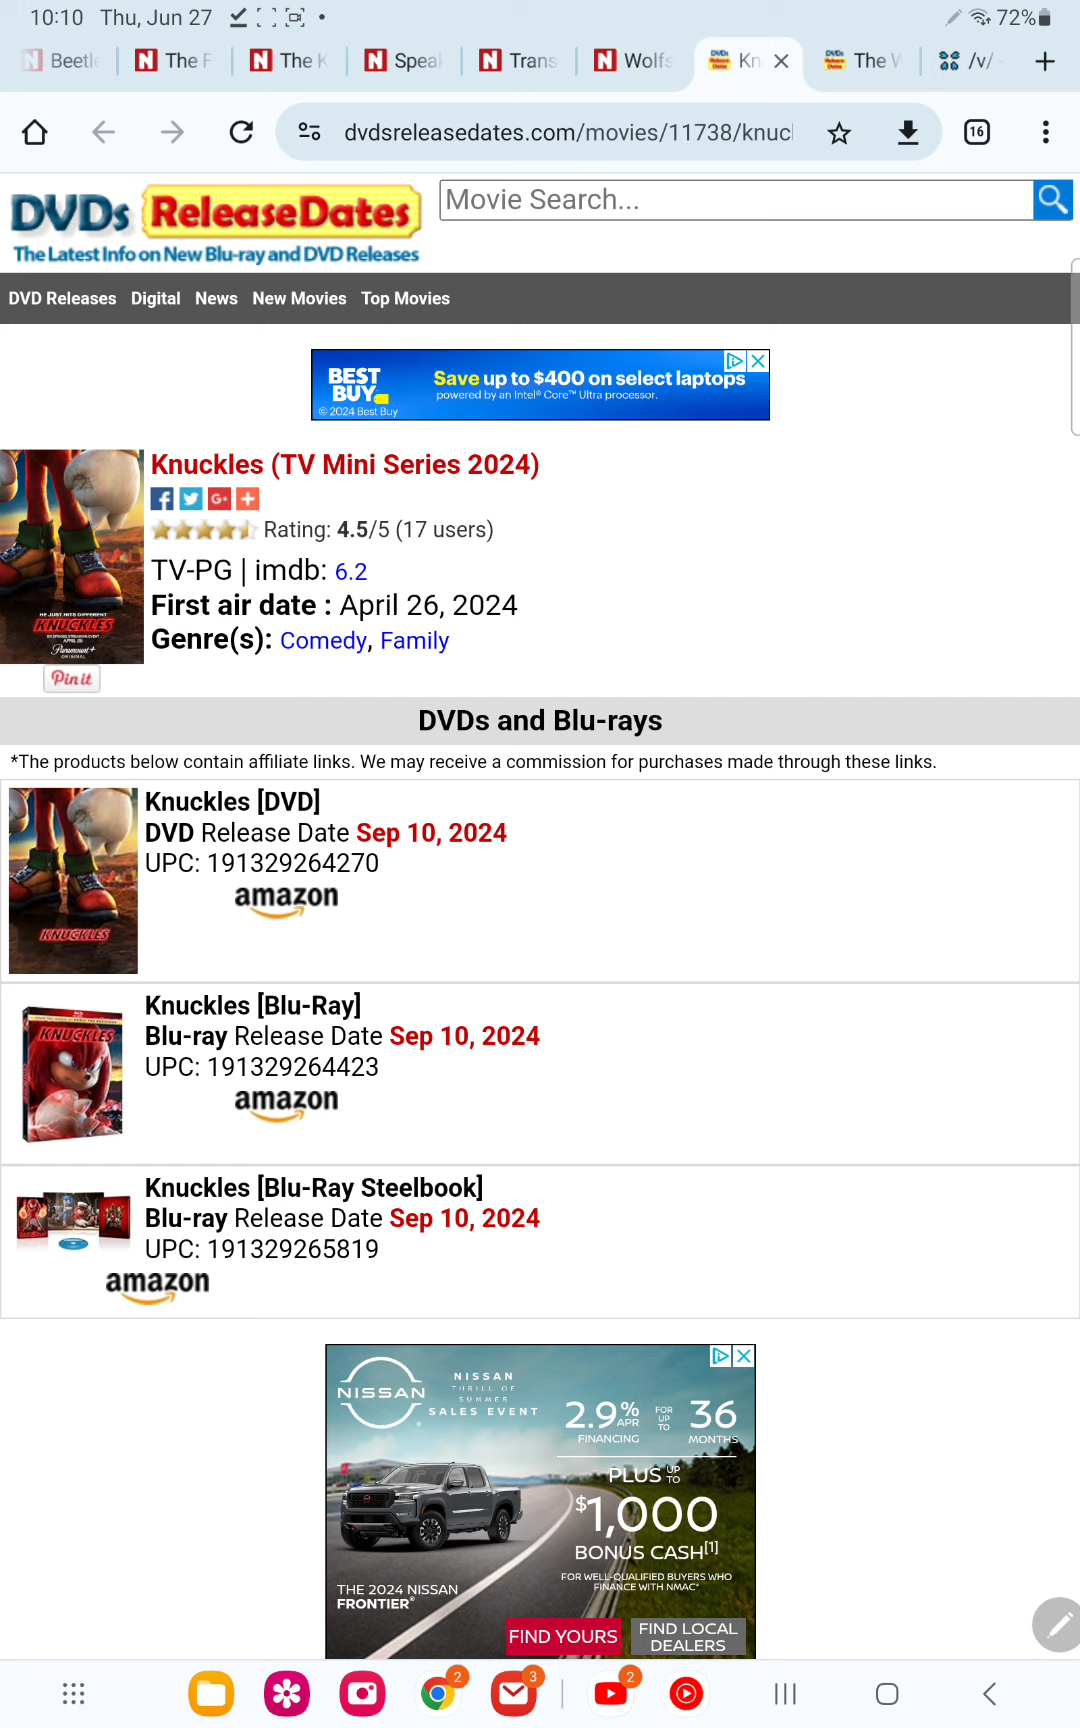 10:10 Thu, Jun 27
72%
Beetl
The F
The K
Speak
Trans
Wolfs
Kn
The W
/v/
dvdsreleasedates.com/movies/11738/knuc
16
DVDs ReleaseDates
The Latest Info on New Blu-ray and DVD Releases
Movie Search...
DVD Releases Digital News New Movies Top Movies
BEST BUY
© 2024 Best Buy
Save up to $400 on select laptops
powered by an Intel® Core™ Ultra processor.
Knuckles (TV Mini Series 2024)
Rating: 4.5/5 (17 users)
TV-PG | imdb: 6.2
First air date : April 26, 2024
Genre(s): Comedy, Family
HE JUST HITS DIFFERENT
KNUCKLES
Paramount+
Pin it
DVDs and Blu-rays
*The products below contain affiliate links. We may receive a commission for purchases made through these links.
Knuckles [DVD]
DVD Release Date Sep 10, 2024
UPC: 191329264270
amazon
KNUCKLES
Knuckles [Blu-Ray]
Blu-ray Release Date Sep 10, 2024
UPC: 191329264423
amazon
KNUCKLES
Knuckles [Blu-Ray Steelbook]
Blu-ray Release Date Sep 10, 2024
UPC: 191329265819
amazon
NISSAN
NISSAN
THRILL OF
SUMMER
SALES EVENT
2.9% APR
FINANCING
FOR UP TO
36
MONTHS
PLUS UP TO
$1,000
BONUS CASH[1]
FOR WELL-QUALIFIED BUYERS WHO
FINANCE WITH NMAC*
THE 2024 NISSAN
FRONTIER®
FIND YOURS
FIND LOCAL
DEALERS
2
3
2